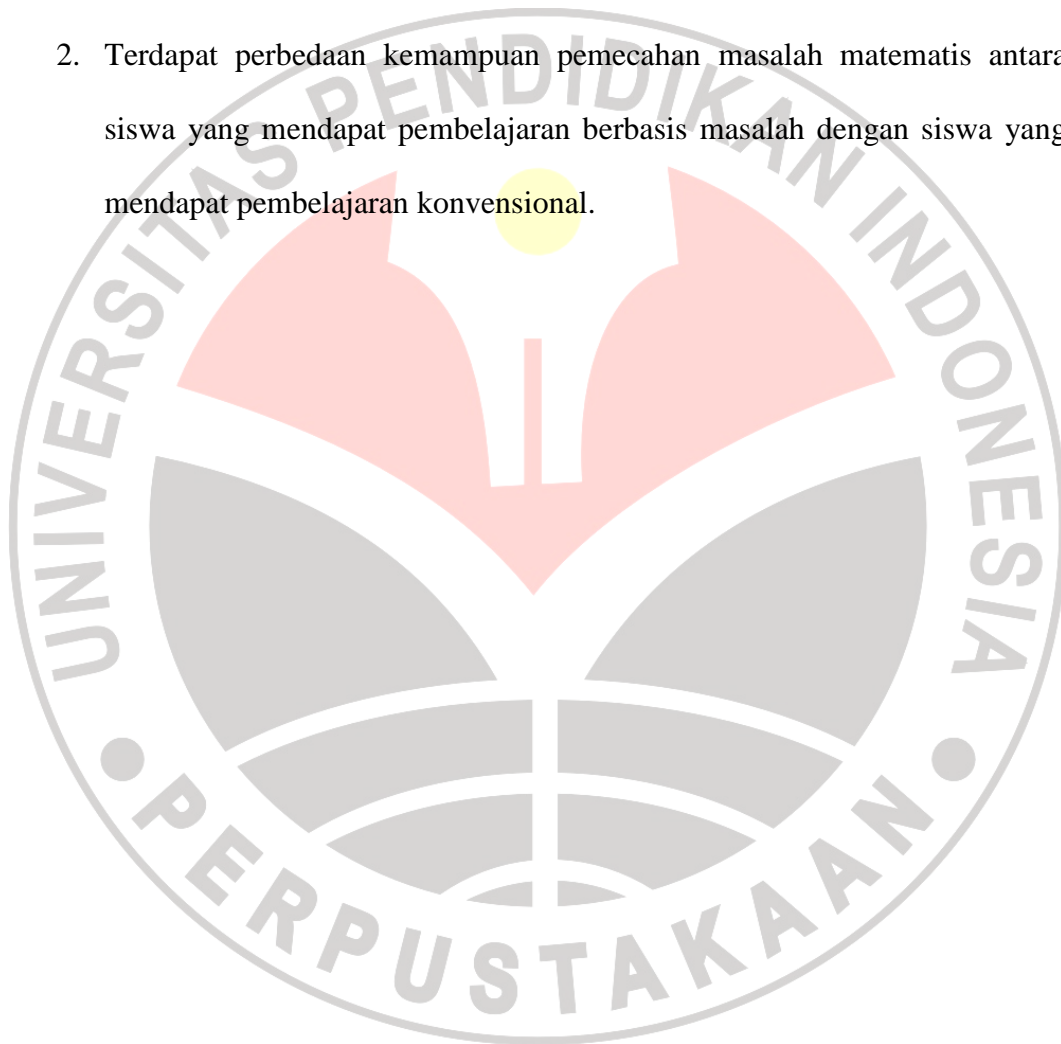 2. Terdapat perbedaan kemampuan pemecahan masalah matematis antara
siswa yang mendapat pembelajaran berbasis masalah dengan siswa yang
mendapat pembelajaran konvensional.
UNIVERSITAS PENDIDIKAN INDONESIA
PERPUSTAKAAN